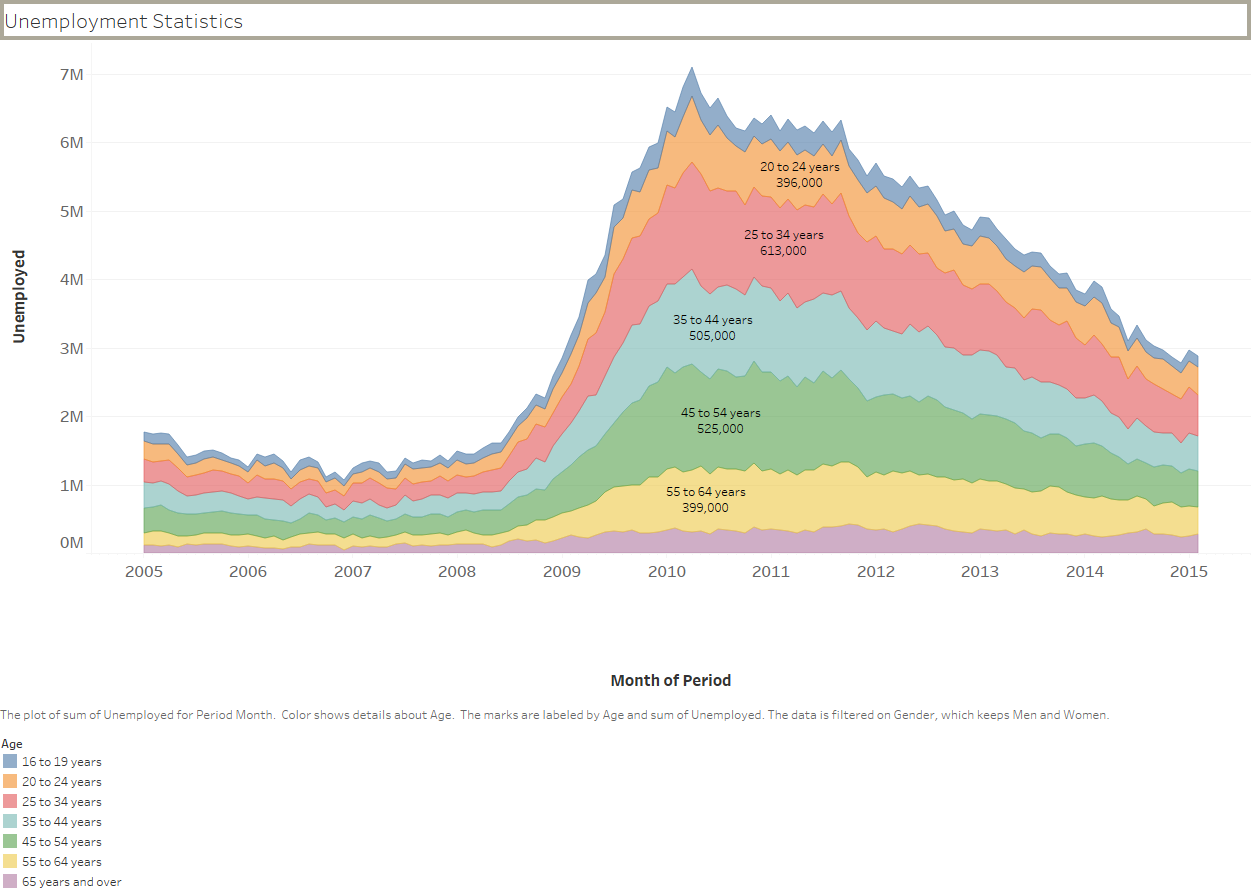 Unemployment Statistics
7M
6M
5M
4M
3M
2M
1M
0M
Unemployed
20 to 24 years
396,000
25 to 34 years
613,000
35 to 44 years
505,000
45 to 54 years
525,000
55 to 64 years
399,000
2005 2006 2007 2008 2009 2010 2011 2012 2013 2014 2015
Month of Period
The plot of sum of Unemployed for Period Month.  Color shows details about Age.  The marks are labeled by Age and sum of Unemployed. The data is filtered on Gender, which keeps Men and Women.
Age
16 to 19 years
20 to 24 years
25 to 34 years
35 to 44 years
45 to 54 years
55 to 64 years
65 years and over